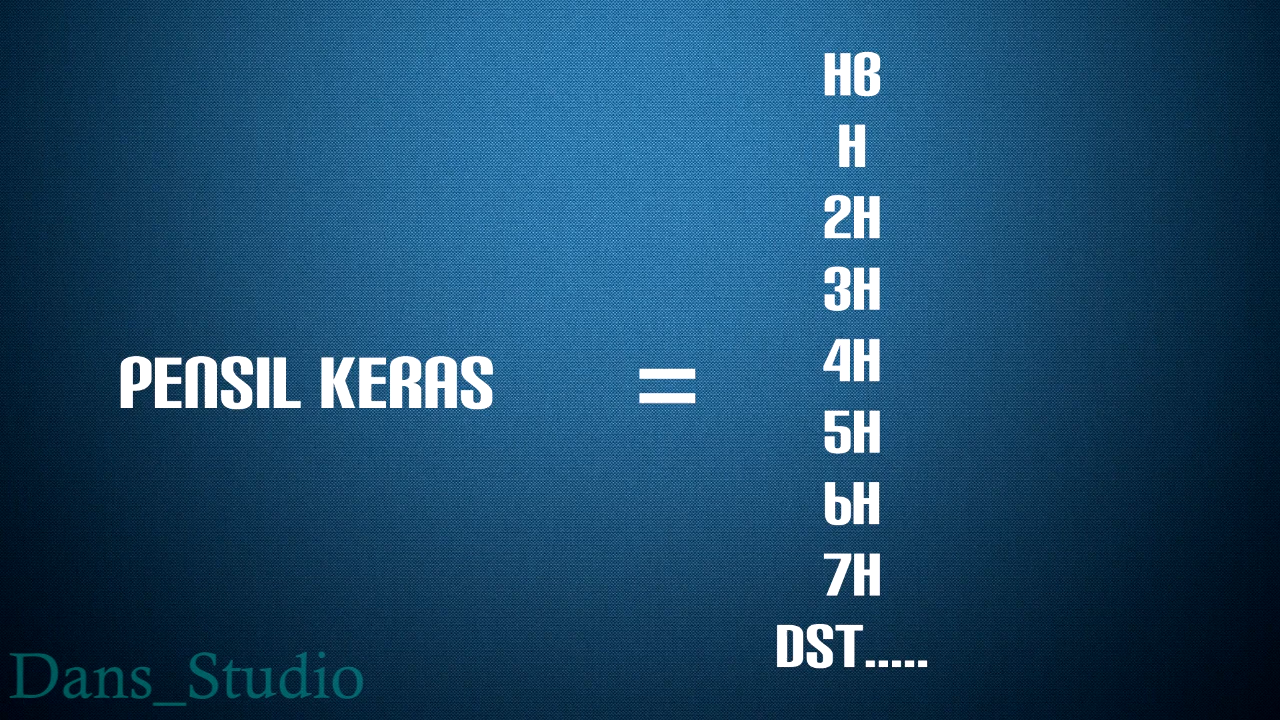 HB
H
2H
3H
4H
5H
6H
7H
DST.....
PENSIL KERAS =
Dans_Studio